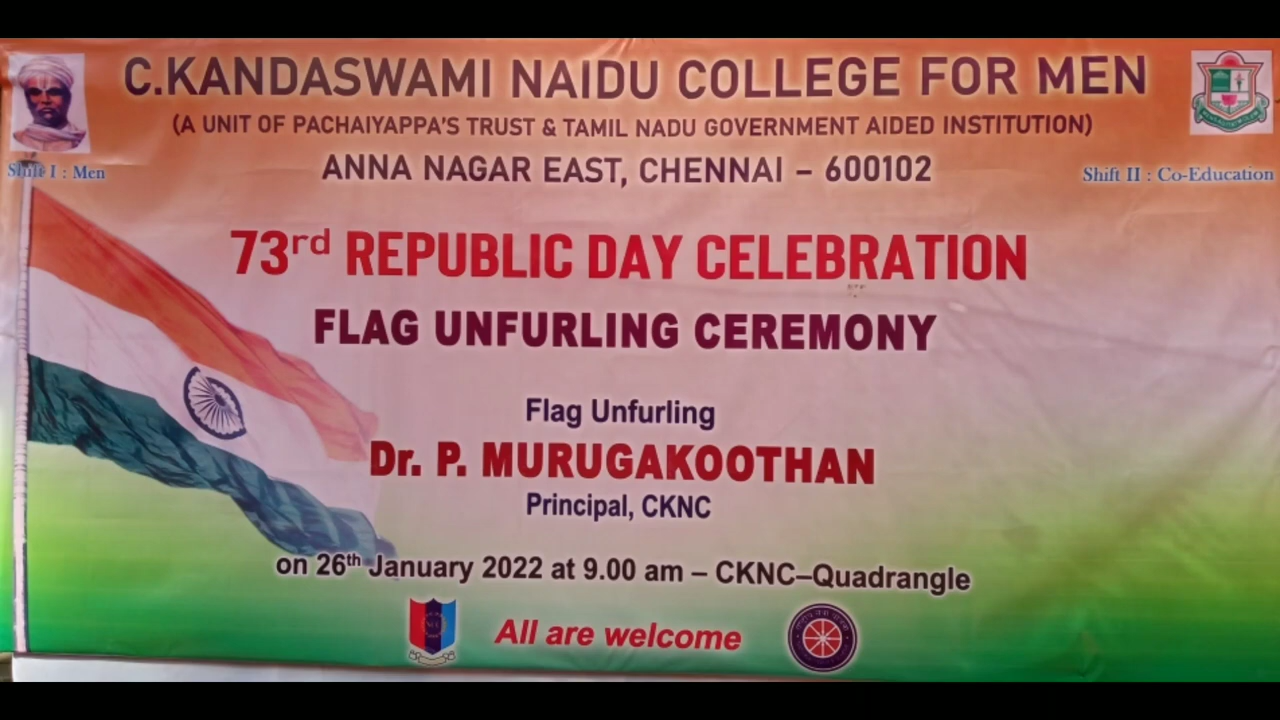 C.KANDASWAMI NAIDU COLLEGE FOR MEN
(A UNIT OF PACHAIYAPPA'S TRUST & TAMIL NADU GOVERNMENT AIDED INSTITUTION)
ANNA NAGAR EAST, CHENNAI – 600102
Shift I : Men
Shift II : Co-Education
73rd REPUBLIC DAY CELEBRATION
FLAG UNFURLING CEREMONY
Flag Unfurling
Dr. P. MURUGAKOOTHAN
Principal, CKNC
on 26th January 2022 at 9.00 am – CKNC–Quadrangle
All are welcome